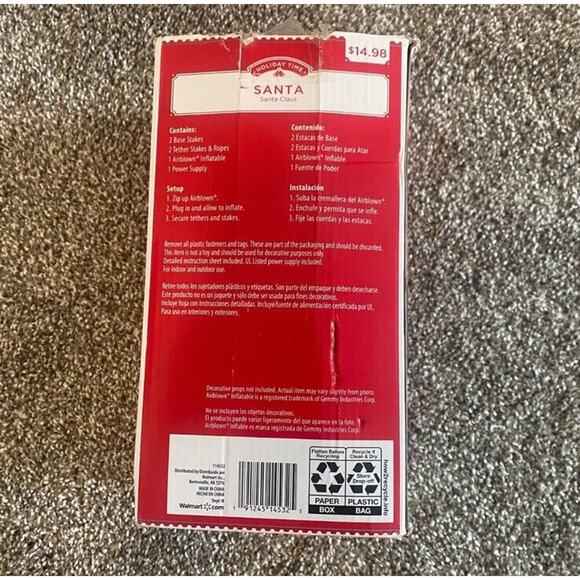 $14.98
HOLIDAY TIME
SANTA
Santa Claus
Contains:
2 Base Stakes
2 Tether Stakes & Ropes
1 Airblown® Inflatable
1 Power Supply
Contenido:
2 Estacas de Base
2 Estacas y Cuerdas para Atar
1 Airblown® Inflable
1 Fuente de Poder
Setup
1. Zip up Airblown®.
2. Plug in and allow to inflate.
3. Secure tethers and stakes.
Instalación
1. Suba la cremallera del Airblown®.
2. Enchufe y permita que se infle.
3. Fije las cuerdas y las estacas.
Remove all plastic fasteners and tags. These are part of the packaging and should be discarded.
This item is not a toy and should be used for decorative purposes only.
Detailed instruction sheet included. UL Listed power supply included.
For indoor and outdoor use.
Retire todos los sujetadores plásticos y etiquetas. Son parte del empaque y deben desecharse.
Este producto no es un juguete y sólo debe ser usado para fines decorativos.
Incluye hoja con instrucciones detalladas. Incluye fuente de alimentación certificada por UL.
Para uso en interiores y exteriores.
Decorative props not included. Actual item may vary slightly from photo.
Airblown® Inflatable is a registered trademark of Gemmy Industries Corp.
No se incluyen los objetos decorativos.
El producto puede variar ligeramente del que aparece en la foto.
Airblown® Inflable es marca registrada de Gemmy Industries Corp.
Distributed by/Distribuido por
Walmart Inc.,
Bentonville, AR
MADE IN CHINA
HECHO EN CHINA
Walmart com
1 91245 14532 5
Flatten Before Recycling
PAPER
BOX
Recycle if Clean & Dry
Store Drop-off
PLASTIC
BAG
how2recycle.info